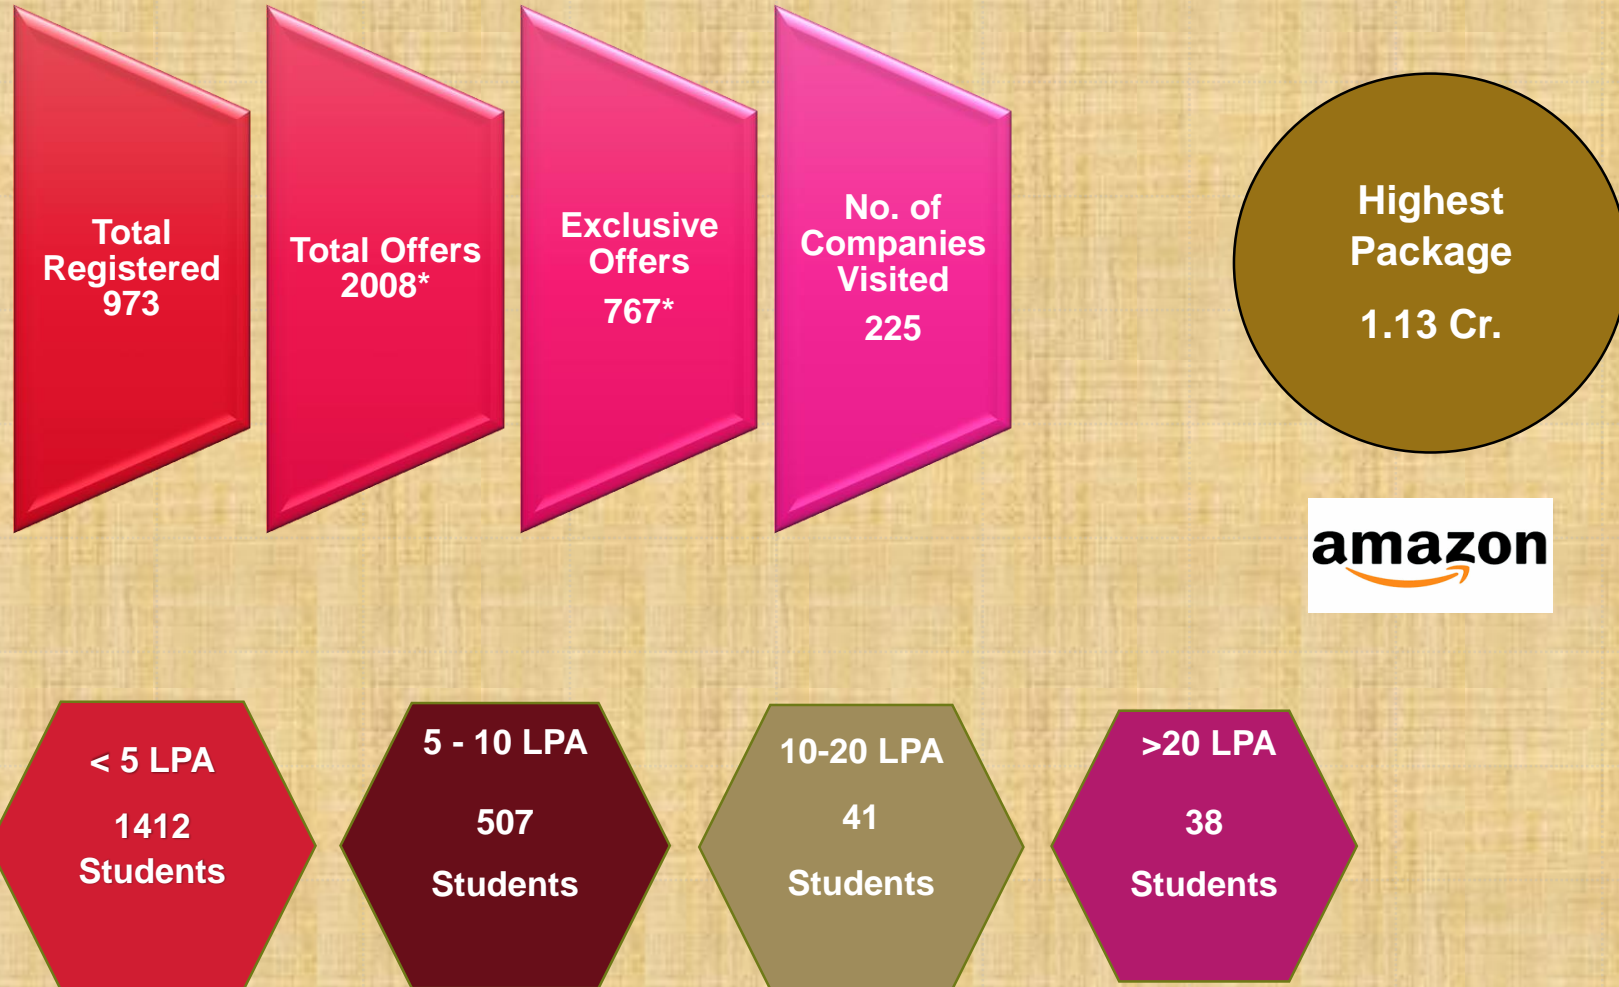 Total
Registered
973
Total Offers
2008*
Exclusive
Offers
767*
No. of
Companies
Visited
225
Highest
Package
1.13 Cr.
amazon
< 5 LPA
1412
Students
5 - 10 LPA
507
Students
10-20 LPA
41
Students
>20 LPA
38
Students